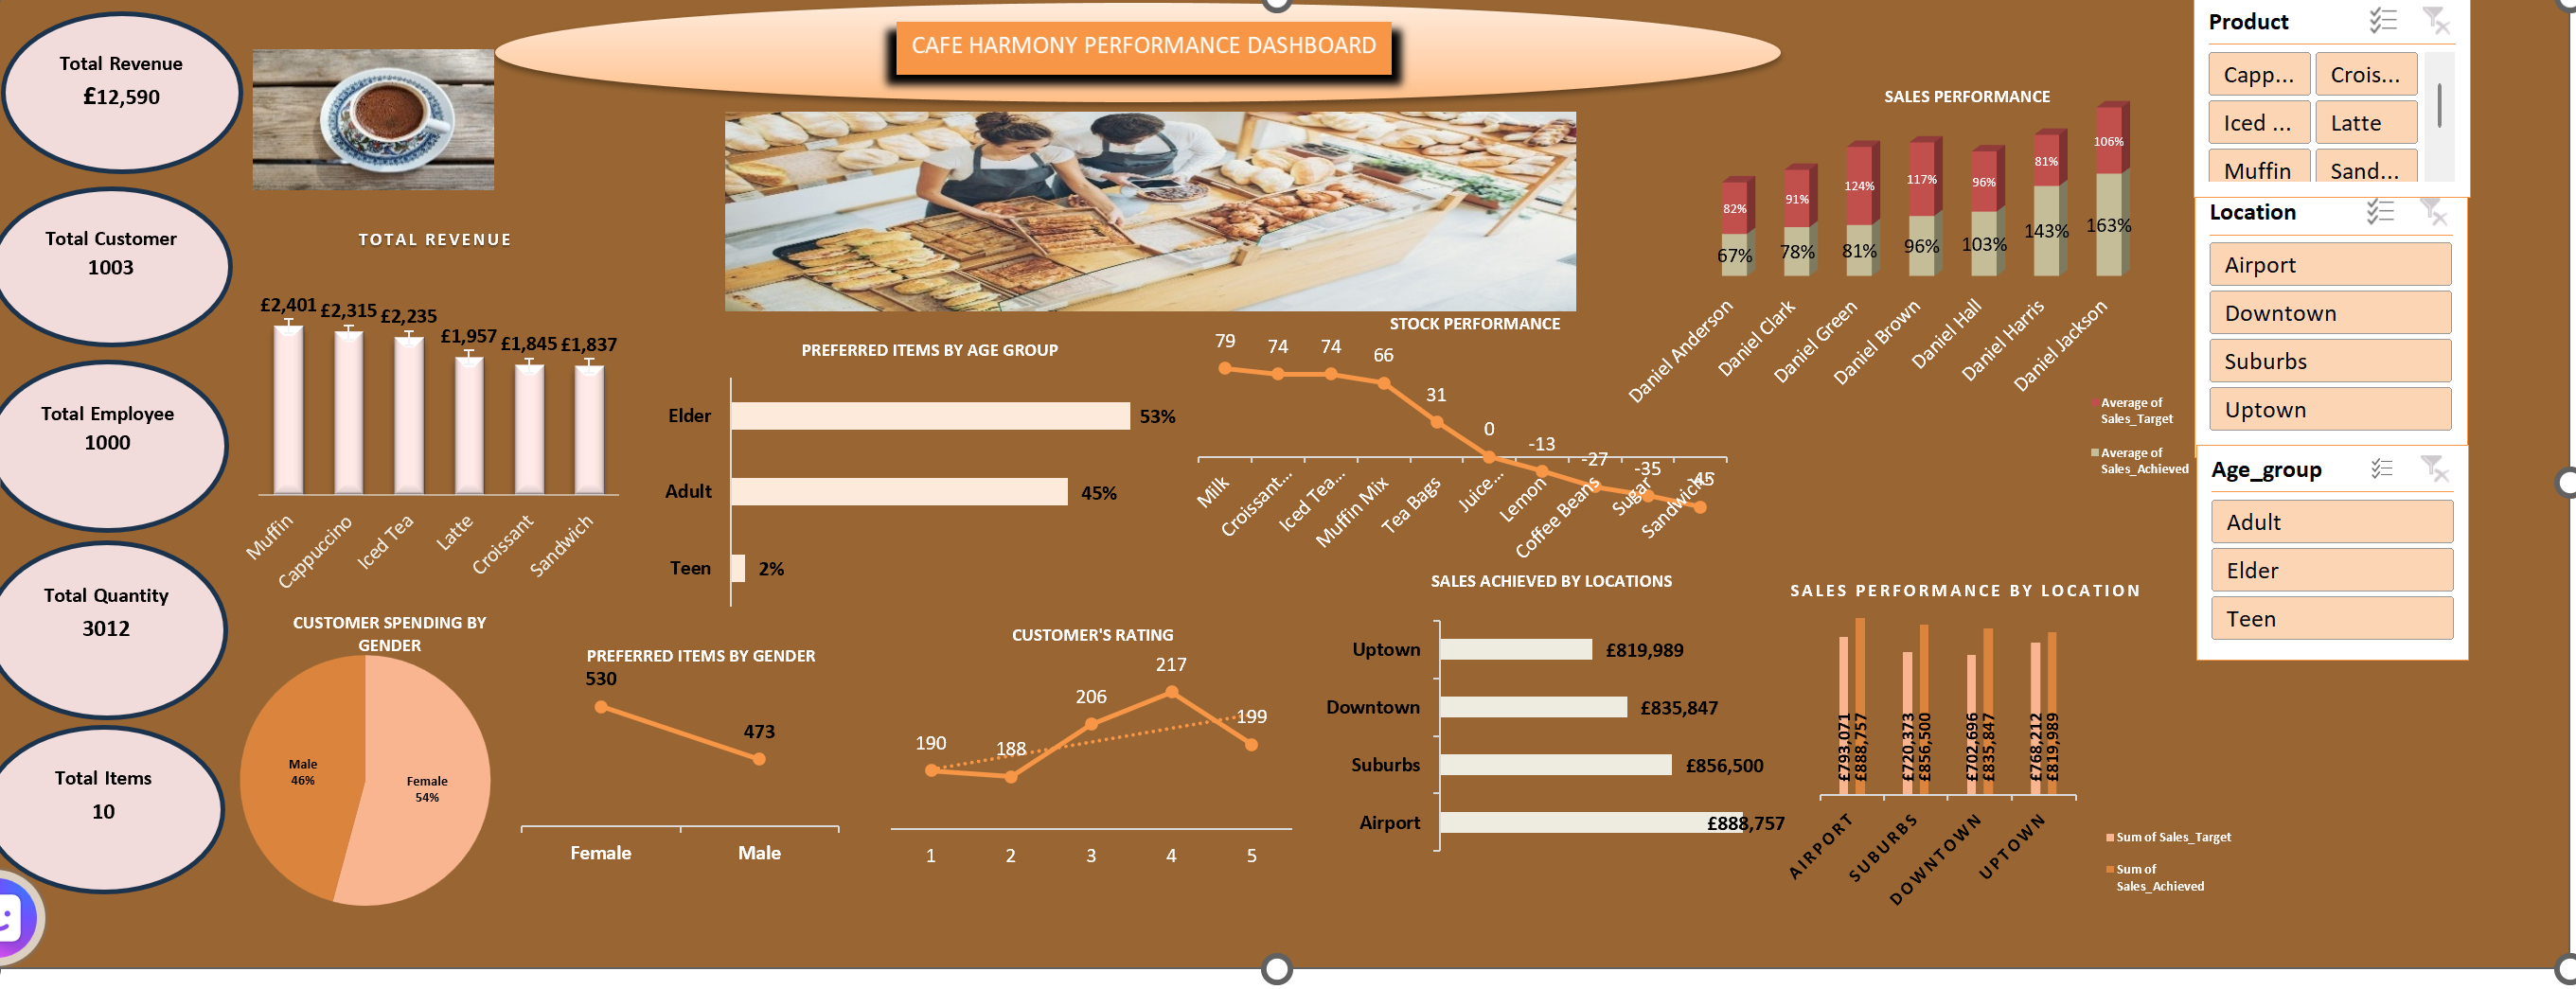 CAFE HARMONY PERFORMANCE DASHBOARD
Total Revenue
£12,590
Total Customer
1003
Total Employee
1000
Total Quantity
3012
Total Items
10
TOTAL REVENUE
£2,401
£2,315
£2,235
£1,957
£1,845
£1,837
Muffin
Cappuccino
Iced Tea
Latte
Croissant
Sandwich
PREFERRED ITEMS BY AGE GROUP
Elder
53%
Adult
45%
Teen
2%
STOCK PERFORMANCE
79
74
74
66
31
0
-13
-27
-35
-45
Milk
Croissant...
Iced Tea...
Muffin Mix
Tea Bags
Juice...
Lemon
Coffee Beans
Sugar
Sandwich...
SALES PERFORMANCE
82%
91%
124%
117%
96%
81%
106%
67%
78%
81%
96%
103%
143%
163%
Daniel Anderson
Daniel Clark
Daniel Green
Daniel Brown
Daniel Hall
Daniel Harris
Daniel Jackson
Average of
Sales_Target
Average of
Sales_Achieved
CUSTOMER SPENDING BY
GENDER
Male
46%
Female
54%
PREFERRED ITEMS BY GENDER
530
473
Female
Male
CUSTOMER'S RATING
190
188
206
217
199
1
2
3
4
5
SALES ACHIEVED BY LOCATIONS
Uptown
£819,989
Downtown
£835,847
Suburbs
£856,500
Airport
£888,757
SALES PERFORMANCE BY LOCATION
£793,071
£888,757
£720,373
£856,500
£702,696
£835,847
£768,212
£819,989
AIRPORT
SUBURBS
DOWNTOWN
UPTOWN
Sum of Sales_Target
Sum of
Sales_Achieved
Product
Capp...
Crois...
Iced ...
Latte
Muffin
Sand...
Location
Airport
Downtown
Suburbs
Uptown
Age_group
Adult
Elder
Teen